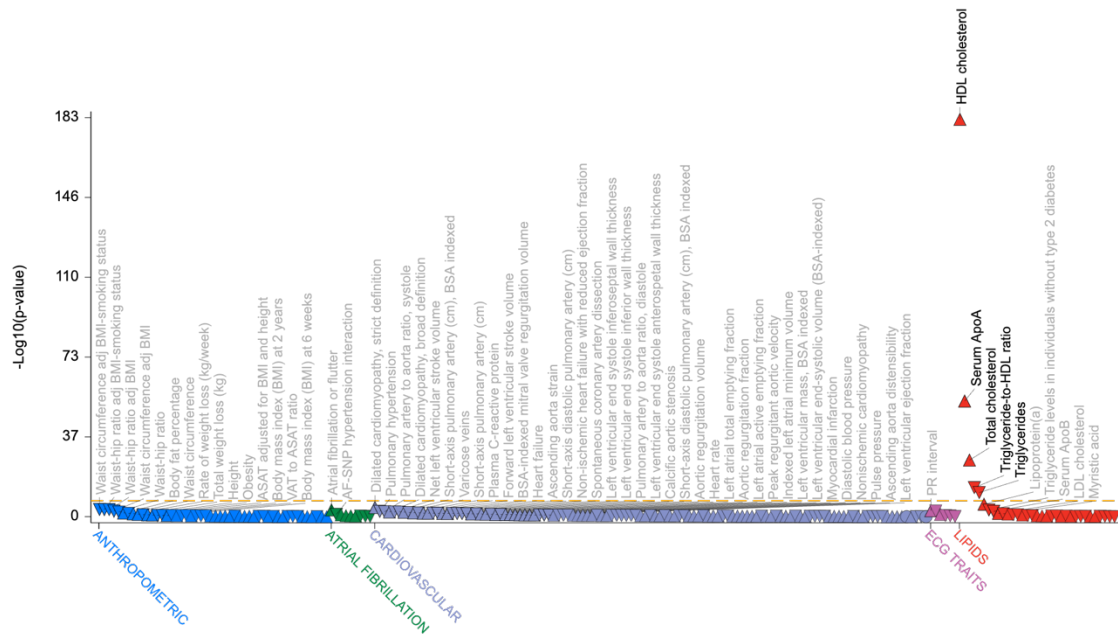 HDL cholesterol
183
146
110
73
37
0
-Log10(p-value)
Waist circumference adj BMI-smoking status
Waist-hip ratio adj BMI-smoking status
Waist-hip ratio adj BMI
Waist circumference adj BMI
Waist-hip ratio
Body fat percentage
Waist circumference
Rate of weight loss (kg/week)
Total weight loss (kg)
Height
Obesity
ASAT adjusted for BMI and height
Body mass index (BMI) at 2 years
VAT to ASAT ratio
Body mass index (BMI) at 6 weeks
Atrial fibrillation or flutter
AF-SNP hypertension interaction
Dilated cardiomyopathy, strict definition
Pulmonary hypertension
Pulmonary artery to aorta ratio, systole
Dilated cardiomyopathy, broad definition
Net left ventricular stroke volume
Short-axis pulmonary artery (cm), BSA indexed
Varicose veins
Short-axis pulmonary artery (cm)
Plasma C-reactive protein
Forward left ventricular stroke volume
BSA-indexed mitral valve regurgitation volume
Heart failure
Ascending aorta strain
Short-axis diastolic pulmonary artery (cm)
Non-ischemic heart failure with reduced ejection fraction
Spontaneous coronary artery dissection
Left ventricular end systole inferoseptal wall thickness
Left ventricular end systole inferior wall thickness
Pulmonary artery to aorta ratio, diastole
Left ventricular end systole anterospetal wall thickness
Calcific aortic stenosis
Short-axis diastolic pulmonary artery (cm), BSA indexed
Aortic regurgitation volume
Heart rate
Left atrial total emptying fraction
Aortic regurgitation fraction
Left atrial active emptying fraction
Peak regurgitant aortic velocity
Indexed left atrial minimum volume
Left ventricular mass, BSA indexed
Left ventricular end-systolic volume (BSA-indexed)
Myocardial infarction
Diastolic blood pressure
Nonischemic cardiomyopathy
Pulse pressure
Ascending aorta distensibility
Left ventricular ejection fraction
PR interval
Serum ApoA
Total cholesterol
Triglyceride-to-HDL ratio
Triglycerides
Lipoprotein(a)
Triglyceride levels in individuals without type 2 diabetes
Serum ApoB
LDL cholesterol
Myristic acid
ANTHROPOMETRIC
ATRIAL FIBRILLATION
CARDIOVASCULAR
ECG TRAITS
LIPIDS